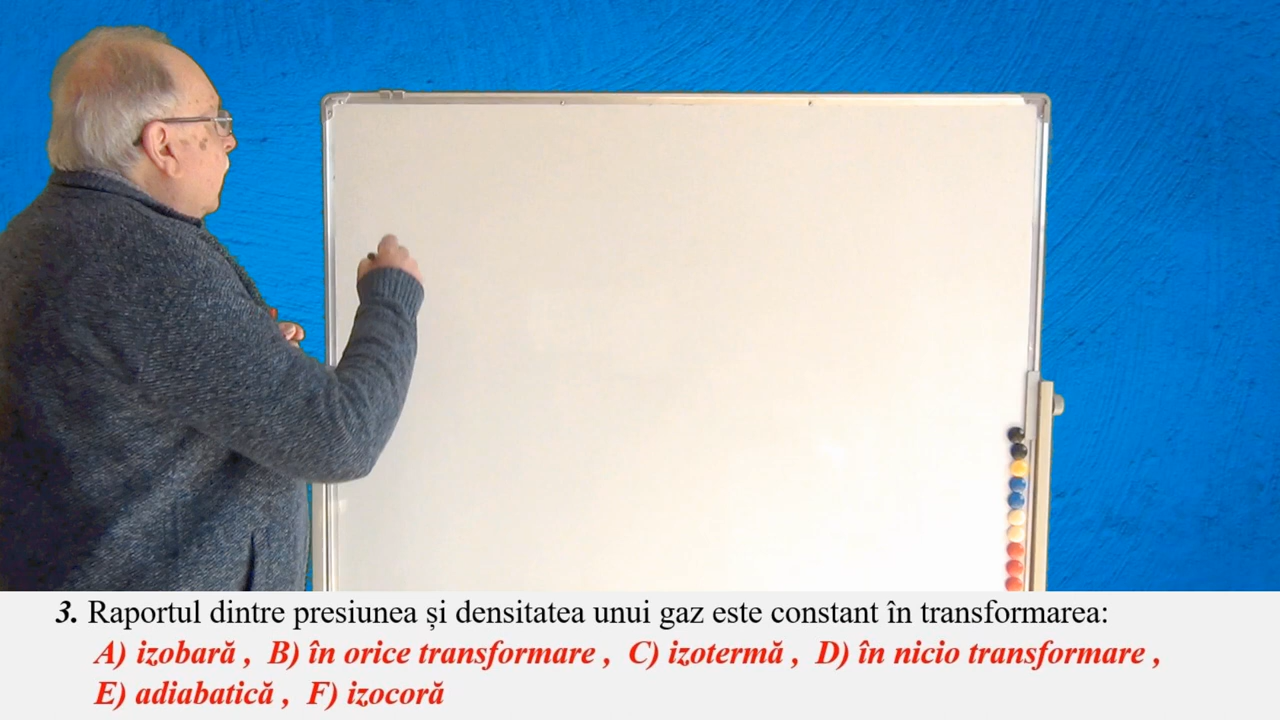 3. Raportul dintre presiunea și densitatea unui gaz este constant în transformarea:
A) izobară , B) în orice transformare , C) izotermă , D) în nicio transformare ,
E) adiabatică , F) izocoră